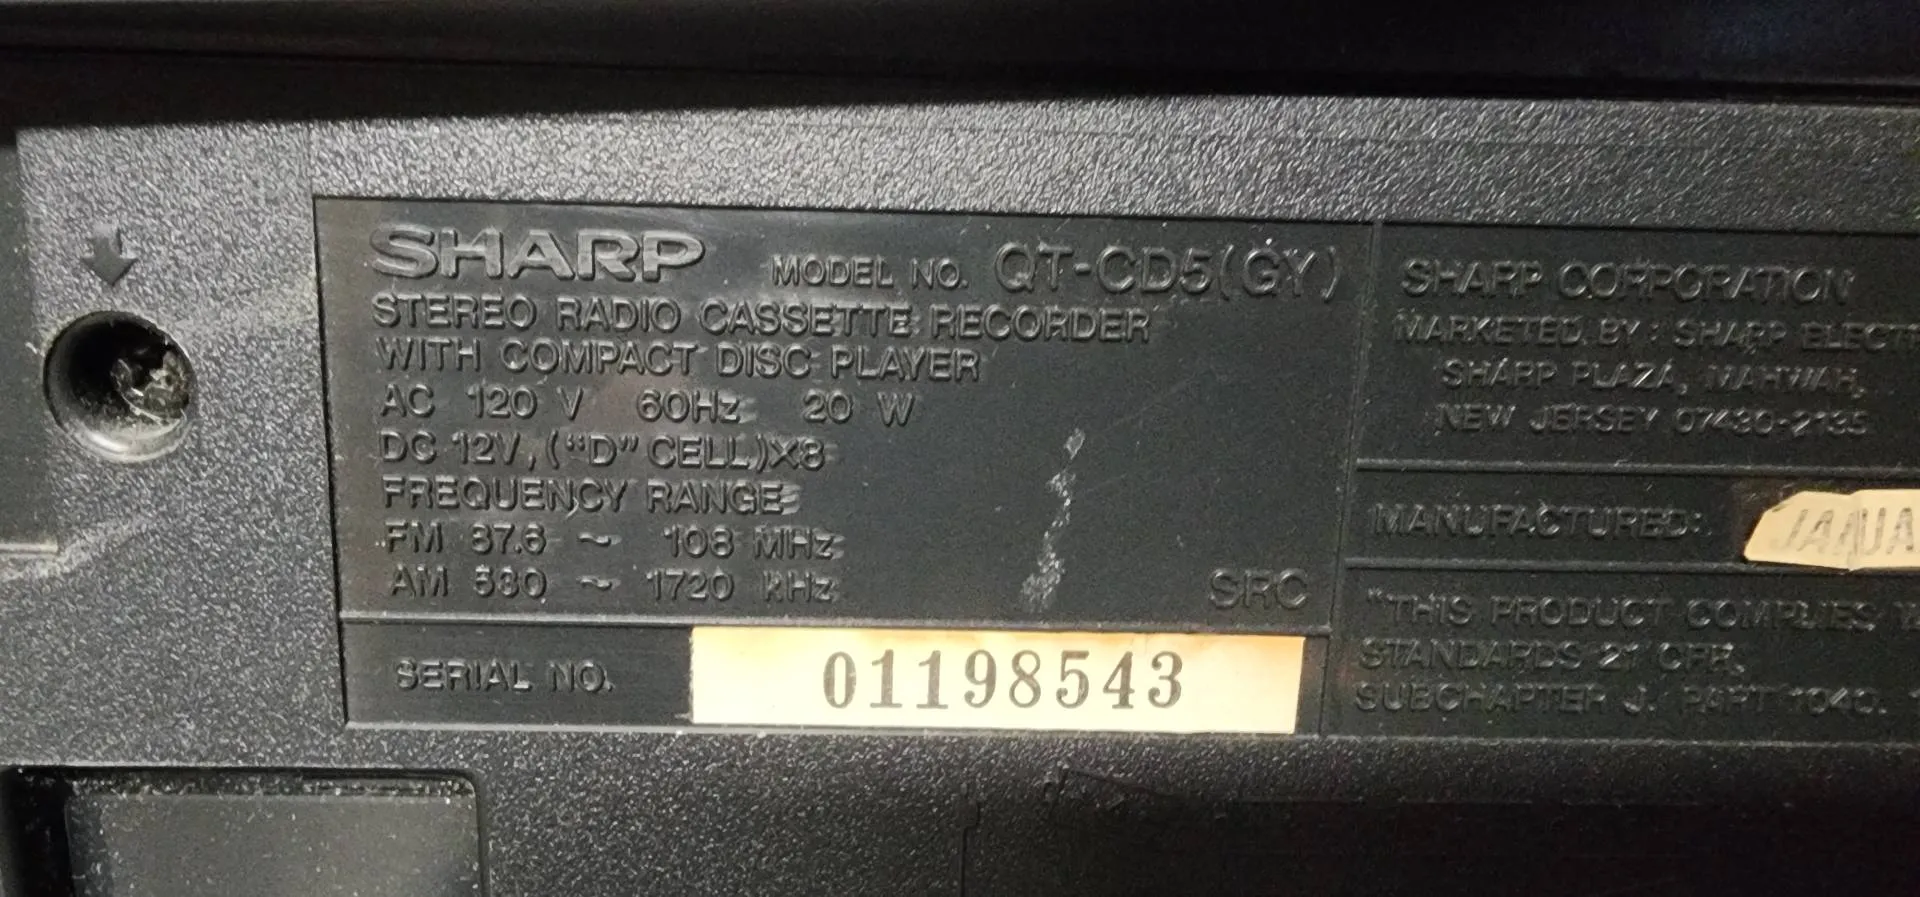 SHARP MODEL NO. QT-CD5(GY)
STEREO RADIO CASSETTE RECORDER
WITH COMPACT DISC PLAYER
AC 120 V 60Hz 20 W
DC 12V, ("D" CELL)X8
FREQUENCY RANGE
FM 87.6 ~ 108 MHz
AM 530 ~ 1720 kHz
SRC
SERIAL NO. 01198543
SHARP CORPORATION
MARKETED BY: SHARP ELECT
SHARP PLAZA, MAHWAH,
NEW JERSEY 07430-2135
MANUFACTURED: JANUA
"THIS PRODUCT COMPLIES
STANDARDS 21 CFR,
SUBCHAPTER J. PART 1040.